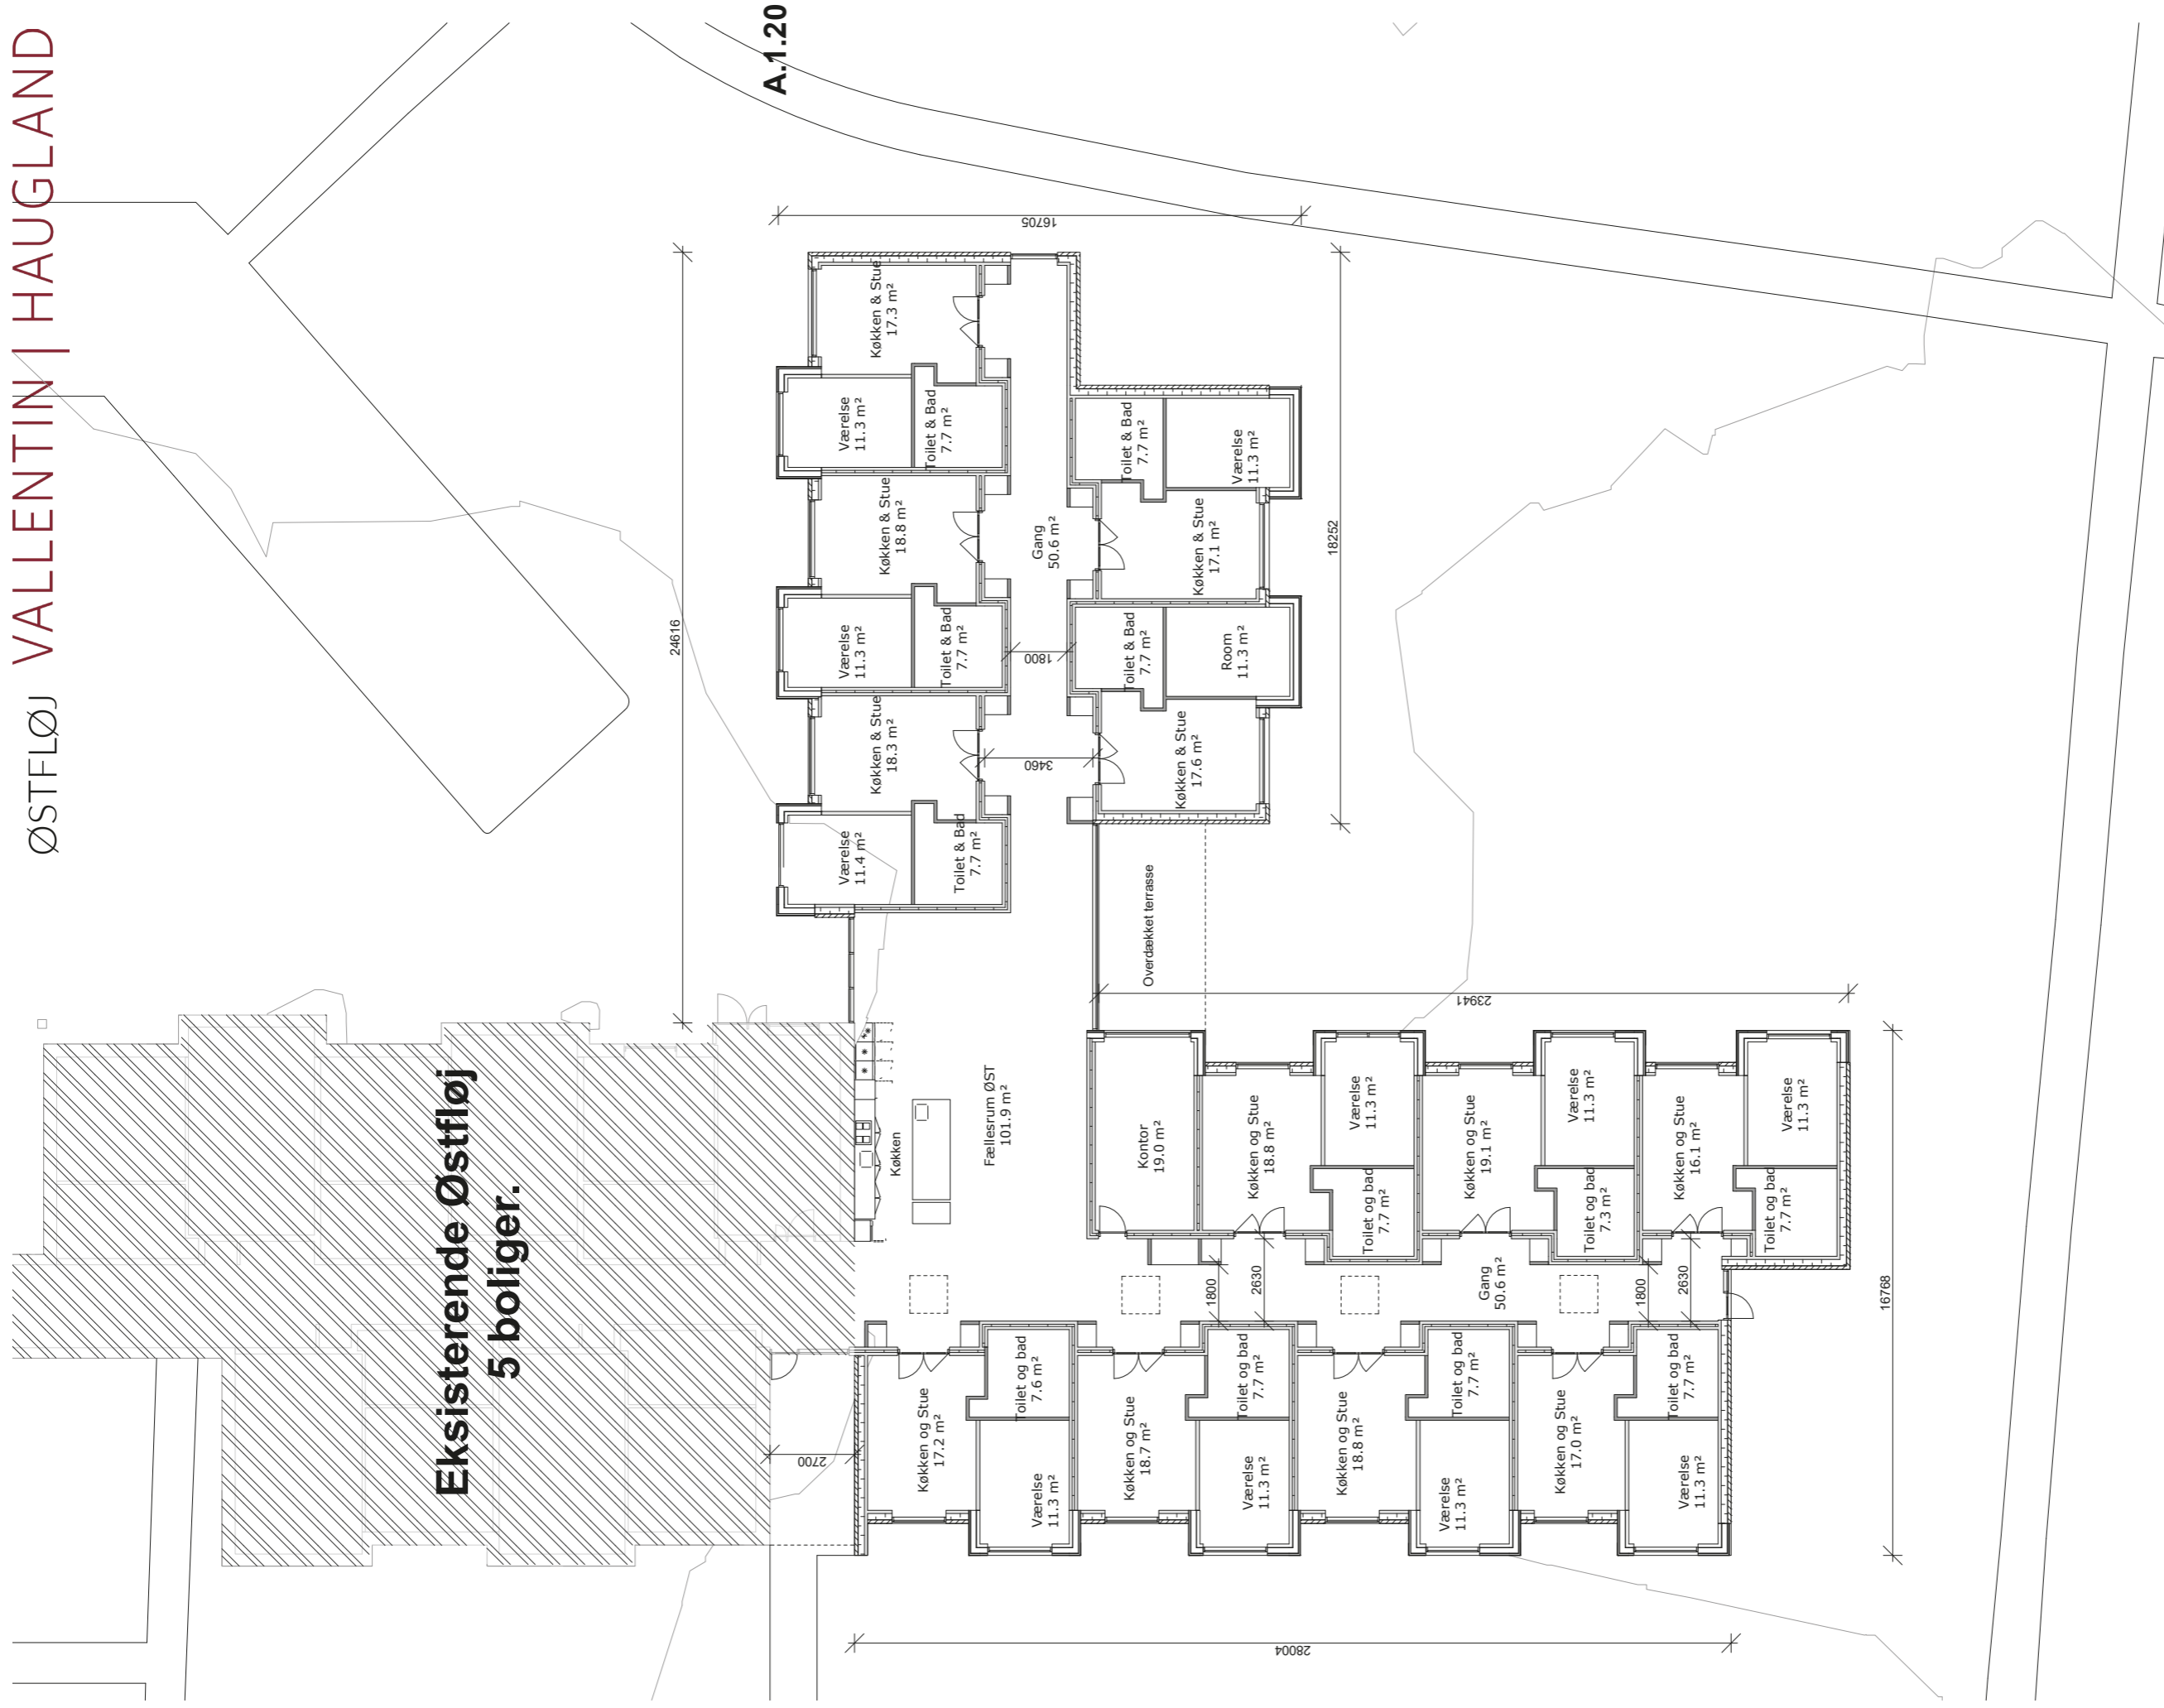 VALLENTIN | HAUGLAND
ØSTFLØJ
A.1.20
Eksisterende Østfløj
5 boliger.
24616
16705
18252
Køkken & Stue
17.3 m²
Værelse
11.3 m²
Toilet & Bad
7.7 m²
Køkken & Stue
18.8 m²
Værelse
11.3 m²
Toilet & Bad
7.7 m²
Køkken & Stue
18.3 m²
Værelse
11.4 m²
Toilet & Bad
7.7 m²
Gang
50.6 m²
1800
3460
Toilet & Bad
7.7 m²
Værelse
11.3 m²
Køkken & Stue
17.1 m²
Toilet & Bad
7.7 m²
Room
11.3 m²
Køkken & Stue
17.6 m²
Overdækket terrasse
23941
Køkken
Fællesrum ØST
101.9 m²
Kontor
19.0 m²
Køkken og Stue
18.8 m²
Værelse
11.3 m²
Toilet og bad
7.7 m²
Køkken og Stue
19.1 m²
Værelse
11.3 m²
Toilet og bad
7.3 m²
Køkken og Stue
16.1 m²
Værelse
11.3 m²
Toilet og bad
7.7 m²
1800
2630
Gang
50.6 m²
1800
2630
16768
2700
Køkken og Stue
17.2 m²
Toilet og bad
7.6 m²
Værelse
11.3 m²
Køkken og Stue
18.7 m²
Toilet og bad
7.7 m²
Værelse
11.3 m²
Køkken og Stue
18.8 m²
Toilet og bad
7.7 m²
Værelse
11.3 m²
Køkken og Stue
17.0 m²
Toilet og bad
7.7 m²
Værelse
11.3 m²
28004